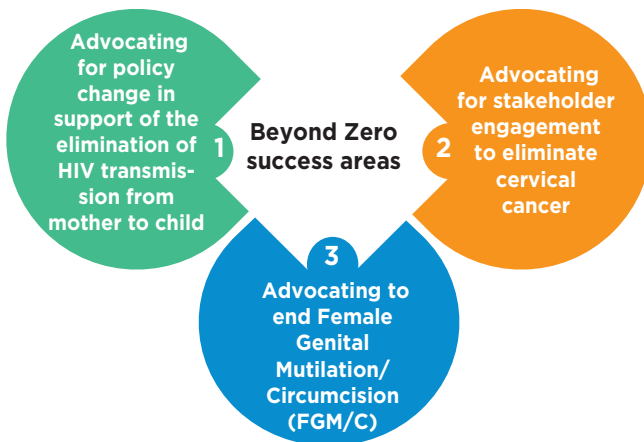 Beyond Zero
success areas
1
Advocating
for policy
change in
support of the
elimination of
HIV transmis-
sion from
mother to child
2
Advocating
for stakeholder
engagement
to eliminate
cervical
cancer
3
Advocating to
end Female
Genital
Mutilation/
Circumcision
(FGM/C)